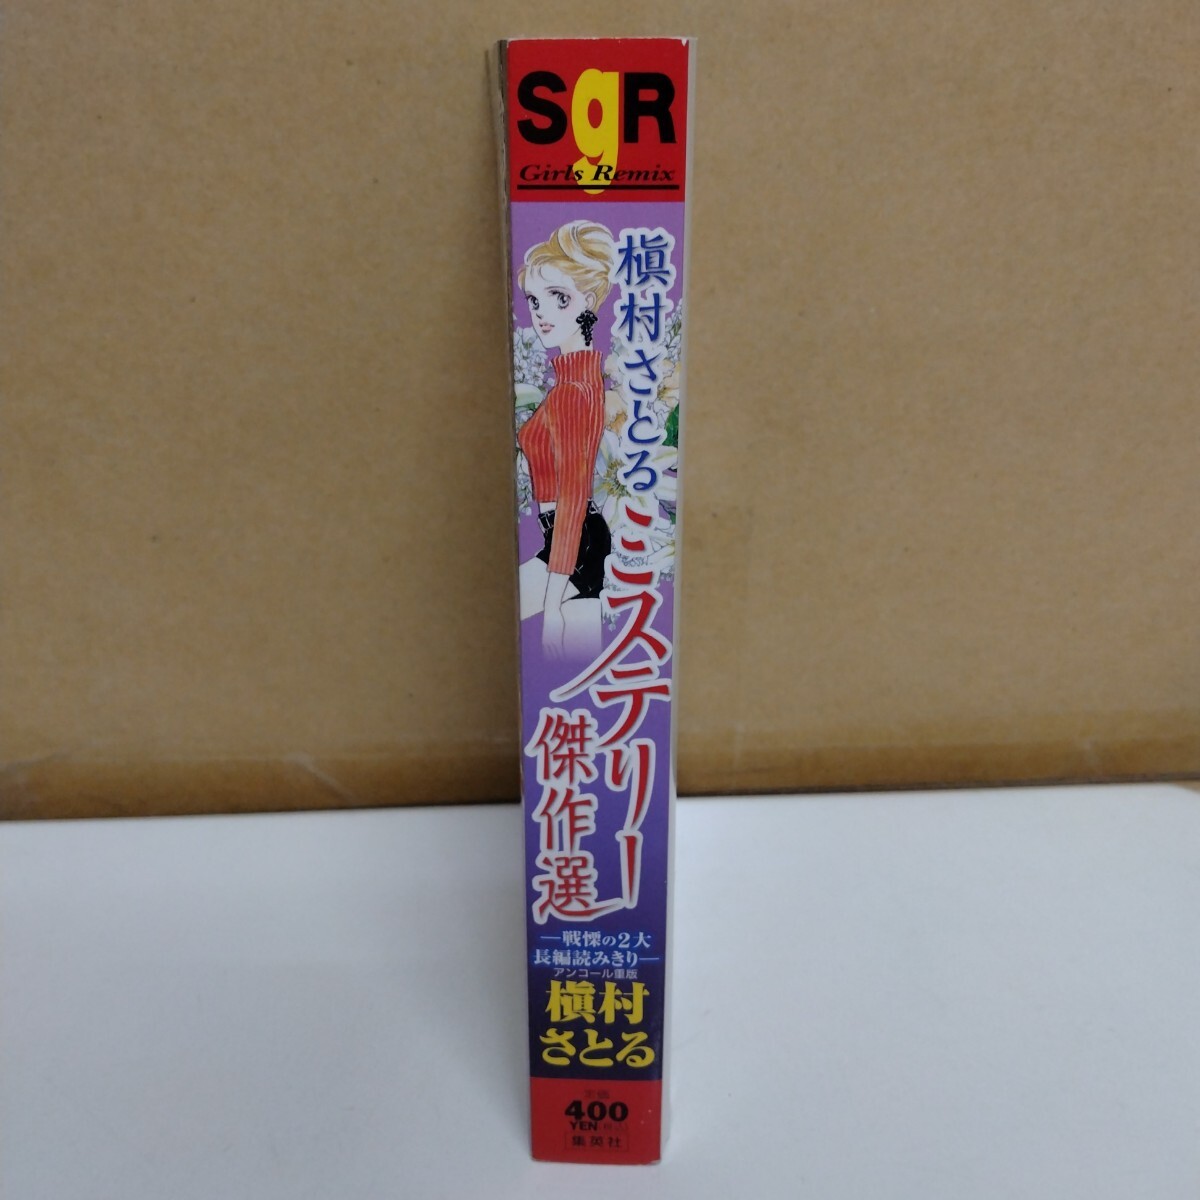 SgR
Girls Remix
槇村さとる
ミステリー
傑作選
―戦慄の2大
長編読みきり―
アンコール重版
槇村
さとる
定価
400
YEN
集英社